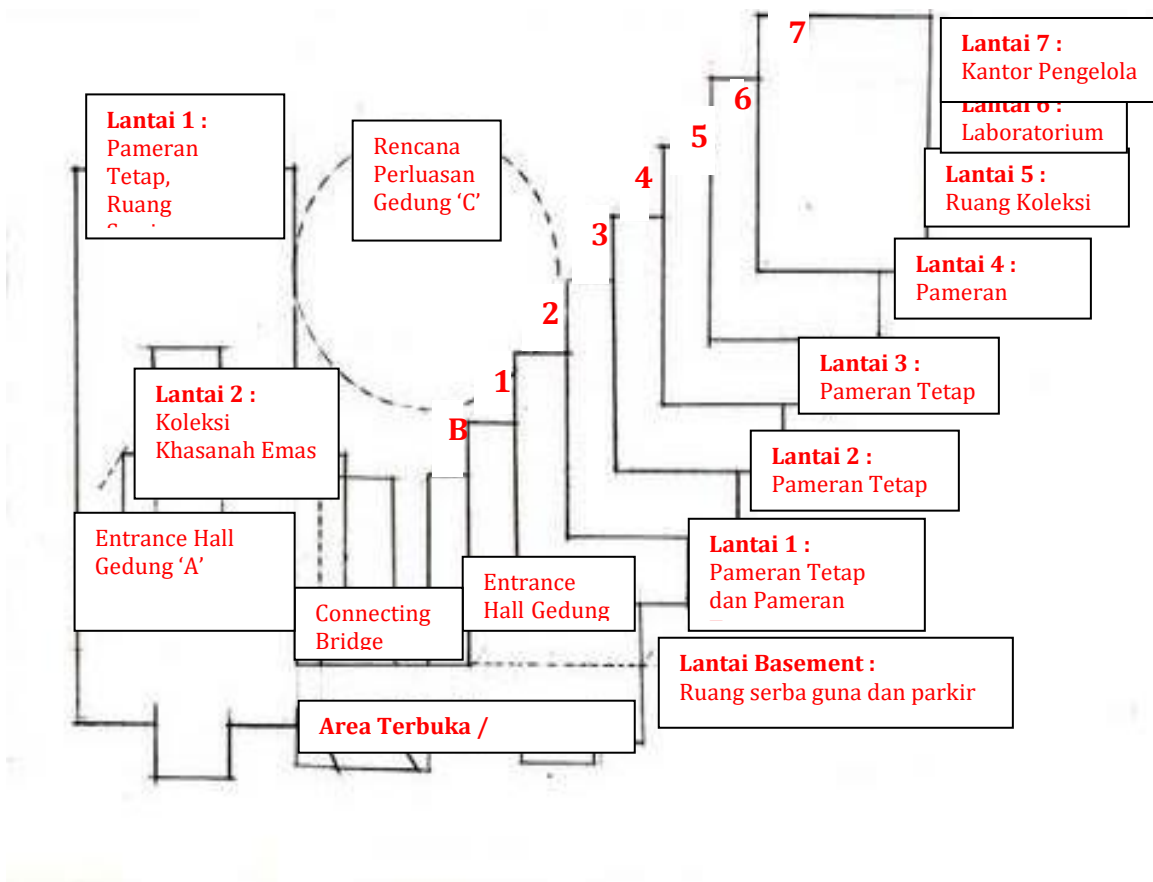 7
Lantai 7 :
Kantor Pengelola
6
Lantai 6 :
Laboratorium
5
Lantai 5 :
Ruang Koleksi
4
Lantai 4 :
Pameran
3
Lantai 3 :
Pameran Tetap
2
Lantai 2 :
Pameran Tetap
1
Lantai 1 :
Pameran Tetap
dan Pameran
B
Lantai Basement :
Ruang serba guna dan parkir
Lantai 1 :
Pameran
Tetap,
Ruang
Rencana
Perluasan
Gedung ‘C’
Lantai 2 :
Koleksi
Khasanah Emas
Entrance Hall
Gedung ‘A’
Connecting
Bridge
Entrance
Hall Gedung
Area Terbuka /